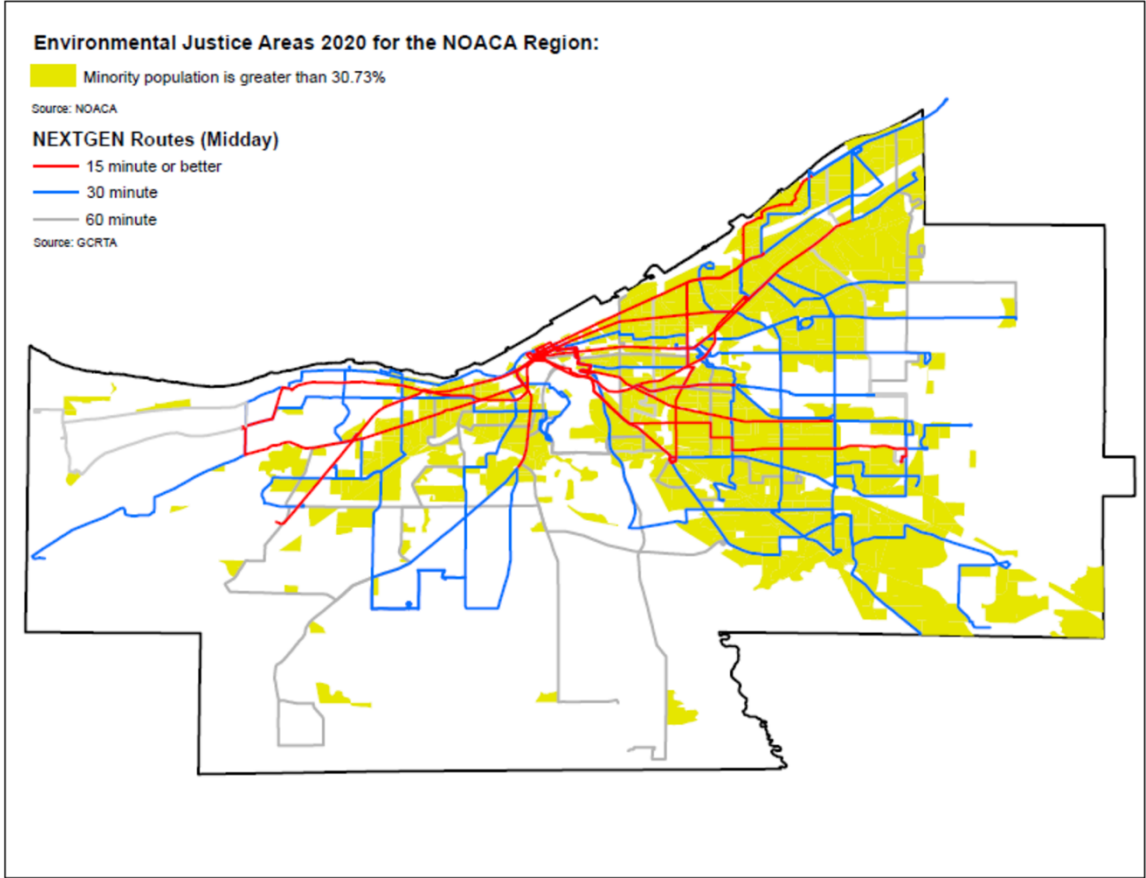 Environmental Justice Areas 2020 for the NOACA Region:
Minority population is greater than 30.73%
Source: NOACA
NEXTGEN Routes (Midday)
15 minute or better
30 minute
60 minute
Source: GCRTA